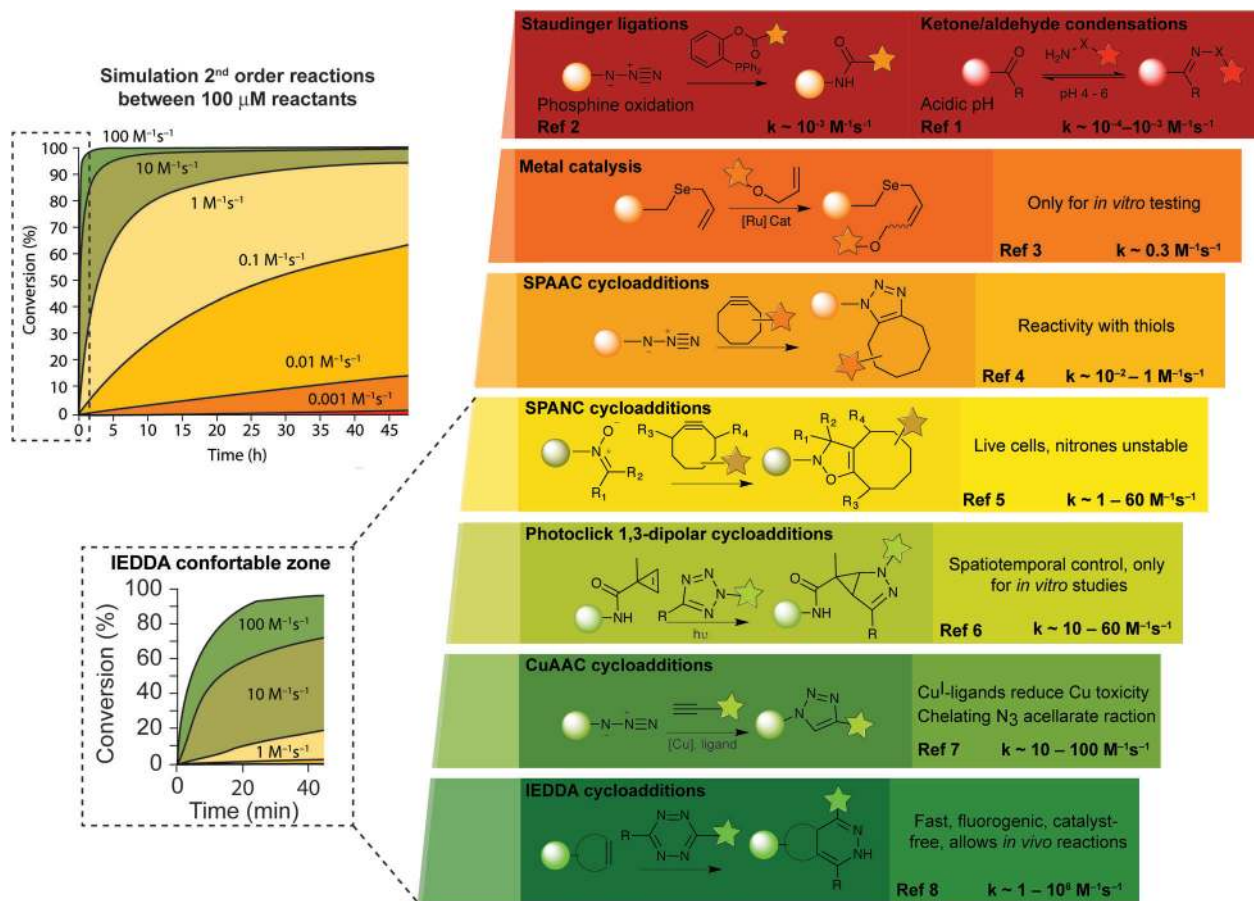 Simulation 2nd order reactions
between 100 μM reactants
100 M⁻¹s⁻¹
10 M⁻¹s⁻¹
1 M⁻¹s⁻¹
0.1 M⁻¹s⁻¹
0.01 M⁻¹s⁻¹
0.001 M⁻¹s⁻¹
Conversion (%)
100
90
80
70
60
50
40
30
20
10
0
0 5 10 15 20 25 30 35 40 45
Time (h)
IEDDA confortable zone
100
80
60
40
20
0
Conversion (%)
100 M⁻¹s⁻¹
10 M⁻¹s⁻¹
1 M⁻¹s⁻¹
0 20 40
Time (min)
Staudinger ligations
N N≡N
− + −
O O
PPh₂
O
NH
Phosphine oxidation
Ref 2 k ~ 10⁻³ M⁻¹s⁻¹
Ketone/aldehyde condensations
O
R
H₂N X
pH 4 - 6
N X
R
Acidic pH
Ref 1 k ~ 10⁻⁴–10⁻³ M⁻¹s⁻¹
Metal catalysis
Se
O
[Ru] Cat
Se
O
Only for in vitro testing
Ref 3 k ~ 0.3 M⁻¹s⁻¹
SPAAC cycloadditions
N N≡N
− +
N N N
Reactivity with thiols
Ref 4 k ~ 10⁻² – 1 M⁻¹s⁻¹
SPANC cycloadditions
O⁻
N +
R₁ R₂
R₃ R₄
R₁ R₂ R₄
N O
R₃
Live cells, nitrones unstable
Ref 5 k ~ 1 – 60 M⁻¹s⁻¹
Photoclick 1,3-dipolar cycloadditions
O
NH
N N N N
R
hυ
O
NH
N N
R
Spatiotemporal control, only
for in vitro studies
Ref 6 k ~ 10 – 60 M⁻¹s⁻¹
CuAAC cycloadditions
N N≡N
− +
[Cu]. ligand
N N N
Cuᴵ-ligands reduce Cu toxicity
Chelating N₃ acellarate raction
Ref 7 k ~ 10 – 100 M⁻¹s⁻¹
IEDDA cycloadditions
R
N N
N N
N
NH
R
Fast, fluorogenic, catalyst-
free, allows in vivo reactions
Ref 8 k ~ 1 – 10⁶ M⁻¹s⁻¹